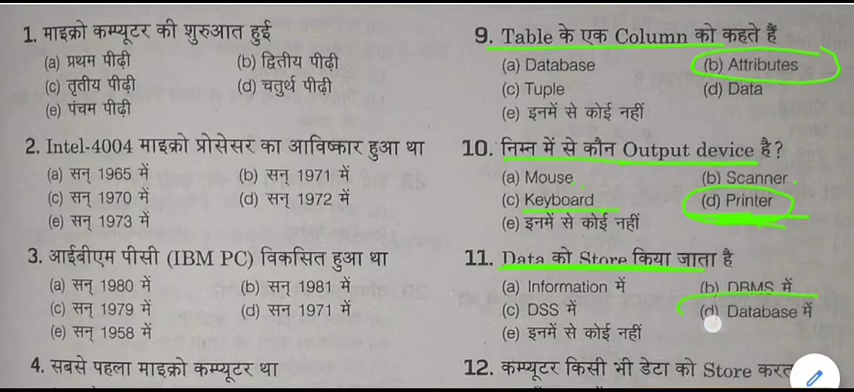 1. माइक्रो कम्प्यूटर की शुरुआत हुई
(a) प्रथम पीढ़ी (b) द्वितीय पीढ़ी
(c) तृतीय पीढ़ी (d) चतुर्थ पीढ़ी
(e) पंचम पीढ़ी
2. Intel-4004 माइक्रो प्रोसेसर का आविष्कार हुआ था
(a) सन् 1965 में (b) सन् 1971 में
(c) सन् 1970 में (d) सन् 1972 में
(e) सन् 1973 में
3. आईबीएम पीसी (IBM PC) विकसित हुआ था
(a) सन् 1980 में (b) सन् 1981 में
(c) सन् 1979 में (d) सन 1971 में
(e) सन् 1958 में
4. सबसे पहला माइक्रो कम्प्यूटर था
9. Table के एक Column को कहते हैं
(a) Database (b) Attributes
(c) Tuple (d) Data
(e) इनमें से कोई नहीं
10. निम्न में से कौन Output device है?
(a) Mouse (b) Scanner
(c) Keyboard (d) Printer
(e) इनमें से कोई नहीं
11. Data को Store किया जाता है
(a) Information में (b) DBMS में
(c) DSS में (d) Database में
(e) इनमें से कोई नहीं
12. कम्प्यूटर किसी भी डेटा को Store करत